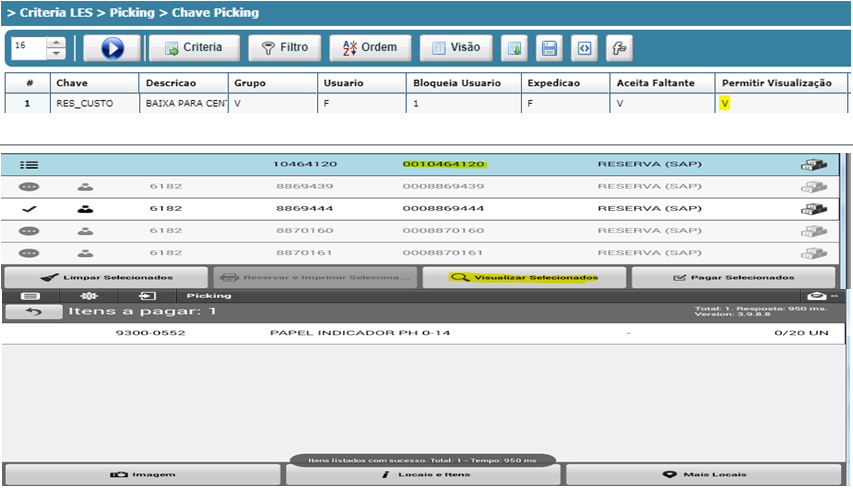 > Criteria LES > Picking > Chave Picking
16 Criteria Filtro Ordem Visão
# Chave Descricao Grupo Usuario Bloqueia Usuario Expedicao Aceita Faltante Permitir Visualização
1 RES_CUSTO BAIXA PARA CEN V F 1 F V V
10464120 0010464120 RESERVA (SAP)
6182 8869439 0008869439 RESERVA (SAP)
6182 8869444 0008869444 RESERVA (SAP)
6182 8870160 0008870160 RESERVA (SAP)
6182 8870161 0008870161 RESERVA (SAP)
Limpar Selecionados Reservar e Imprimir Seleciona... Visualizar Selecionados Pagar Selecionados
Picking
Itens a pagar: 1 Total: 1, Resposta: 950 ms.
Version: 3.9.8.8
9300-0552 PAPEL INDICADOR PH 0-14 - 0/20 UN
Itens listados com sucesso. Total: 1 - Tempo: 950 ms
Imagem Locais e Itens Mais Locais